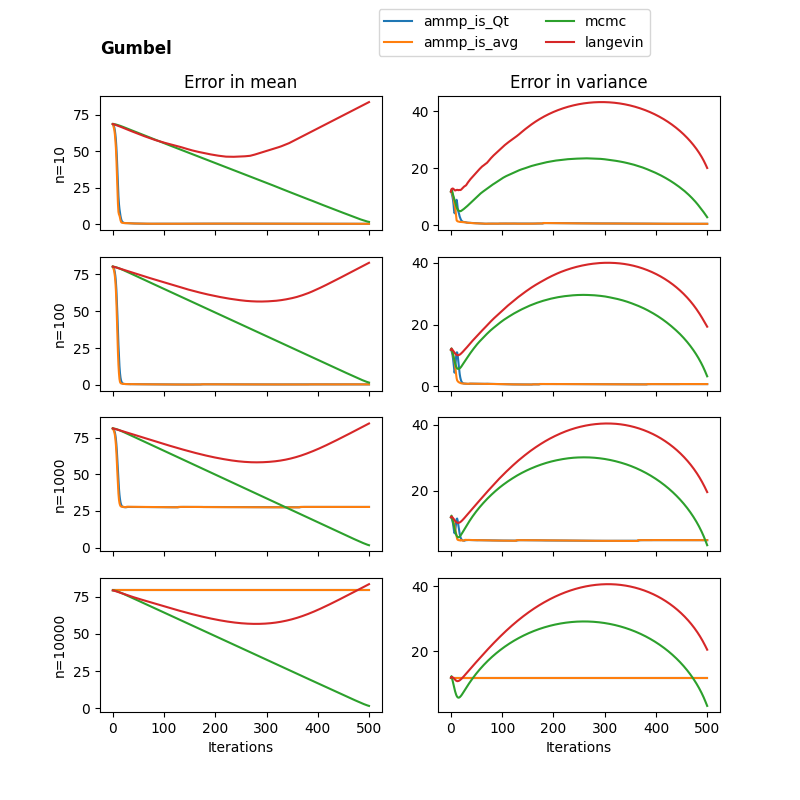 Gumbel
ammp_is_Qt
ammp_is_avg
mcmc
langevin
Error in mean
Error in variance
n=10
75
50
25
0
40
20
0
n=100
75
50
25
0
40
20
0
n=1000
75
50
25
0
40
20
n=10000
75
50
25
0
40
20
0 100 200 300 400 500
0 100 200 300 400 500
Iterations
Iterations